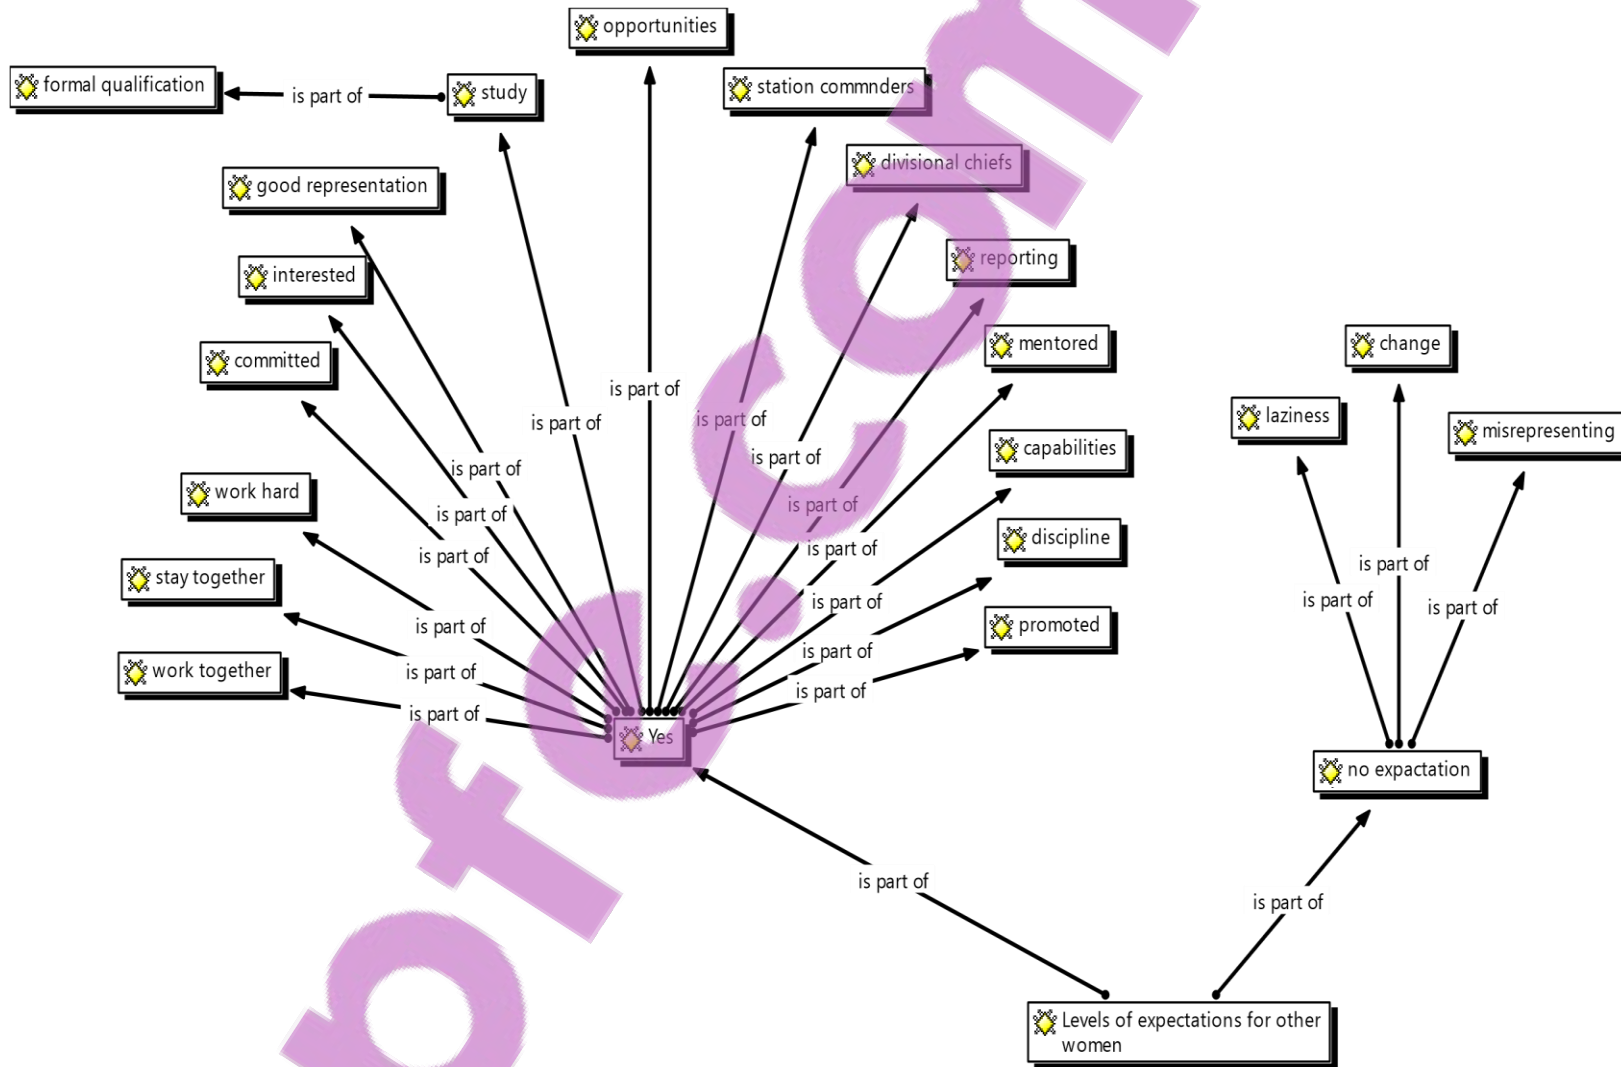 opportunities
formal qualification
is part of
study
station commnders
divisional chiefs
good representation
reporting
interested
mentored
change
committed
is part of
laziness
is part of
is part of
misrepresenting
capabilities
is part of
is part of
work hard
is part of
is part of
discipline
is part of
is part of
is part of
stay together
is part of
is part of
is part of
is part of
promoted
is part of
work together
is part of
is part of
is part of
is part of
Yes
no expactation
is part of
is part of
Levels of expectations for other
women
pfe.com